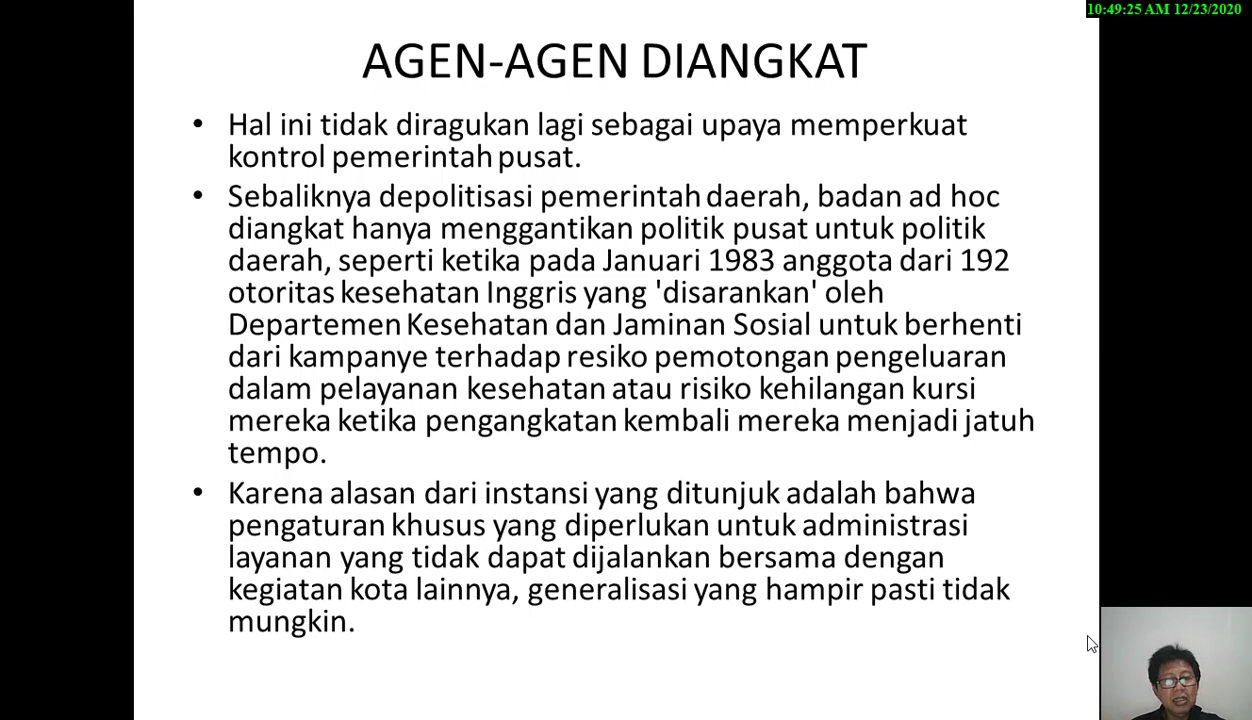 10:49:25 AM 12/23/2020
AGEN-AGEN DIANGKAT
• Hal ini tidak diragukan lagi sebagai upaya memperkuat
kontrol pemerintah pusat.
• Sebaliknya depolitisasi pemerintah daerah, badan ad hoc
diangkat hanya menggantikan politik pusat untuk politik
daerah, seperti ketika pada Januari 1983 anggota dari 192
otoritas kesehatan Inggris yang 'disarankan' oleh
Departemen Kesehatan dan Jaminan Sosial untuk berhenti
dari kampanye terhadap resiko pemotongan pengeluaran
dalam pelayanan kesehatan atau risiko kehilangan kursi
mereka ketika pengangkatan kembali mereka menjadi jatuh
tempo.
• Karena alasan dari instansi yang ditunjuk adalah bahwa
pengaturan khusus yang diperlukan untuk administrasi
layanan yang tidak dapat dijalankan bersama dengan
kegiatan kota lainnya, generalisasi yang hampir pasti tidak
mungkin.